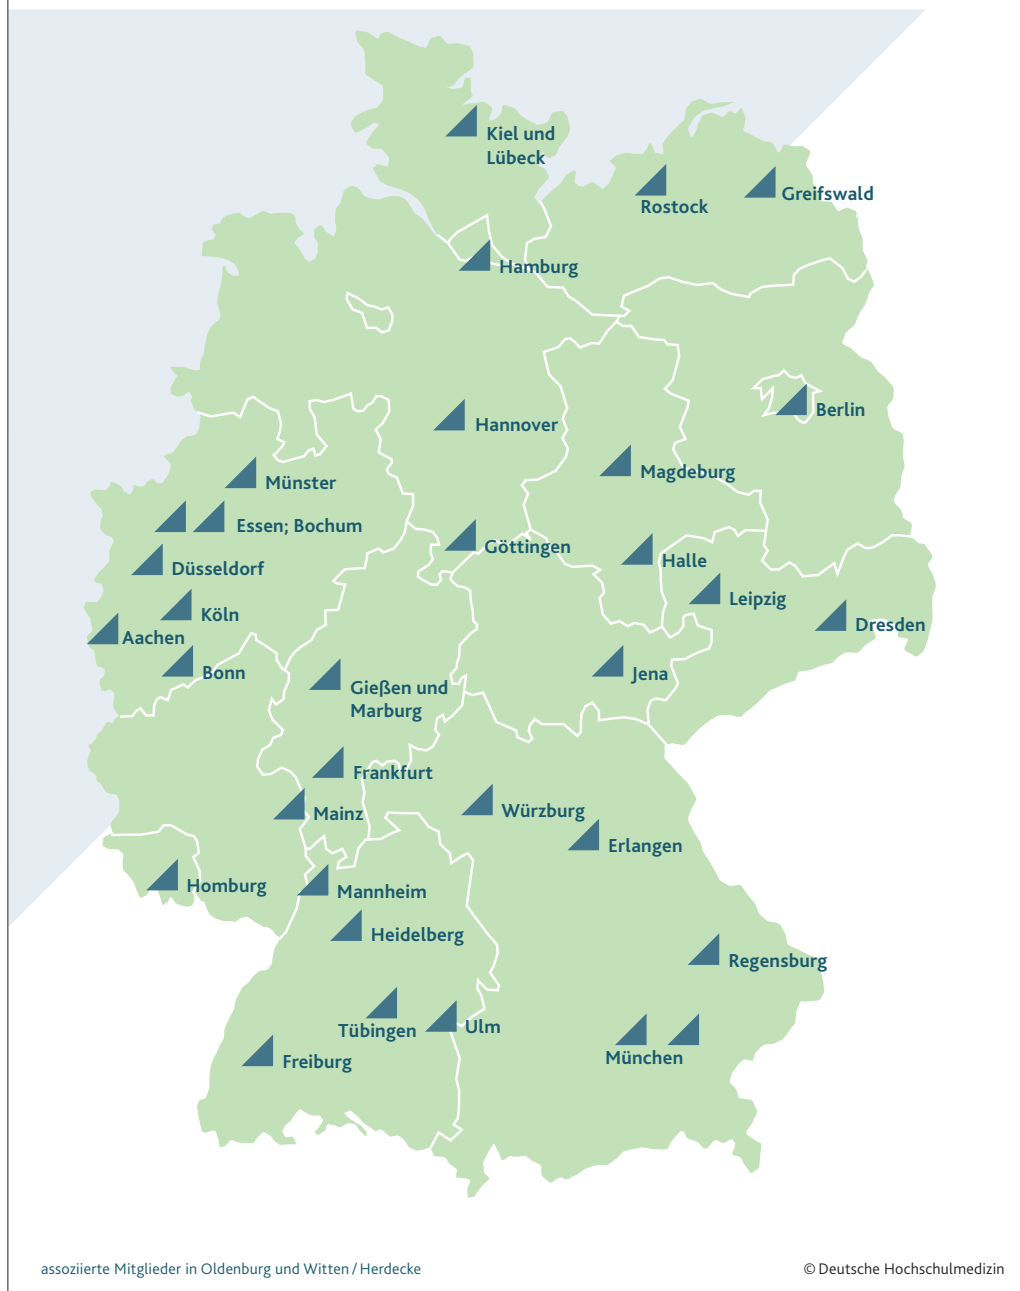 Kiel und
Lübeck
Rostock
Greifswald
Hamburg
Berlin
Hannover
Magdeburg
Münster
Essen; Bochum
Göttingen
Halle
Düsseldorf
Leipzig
Köln
Dresden
Aachen
Bonn
Jena
Gießen und
Marburg
Frankfurt
Mainz
Würzburg
Erlangen
Homburg
Mannheim
Heidelberg
Regensburg
Tübingen
Ulm
München
Freiburg
assoziierte Mitglieder in Oldenburg und Witten / Herdecke
© Deutsche Hochschulmedizin